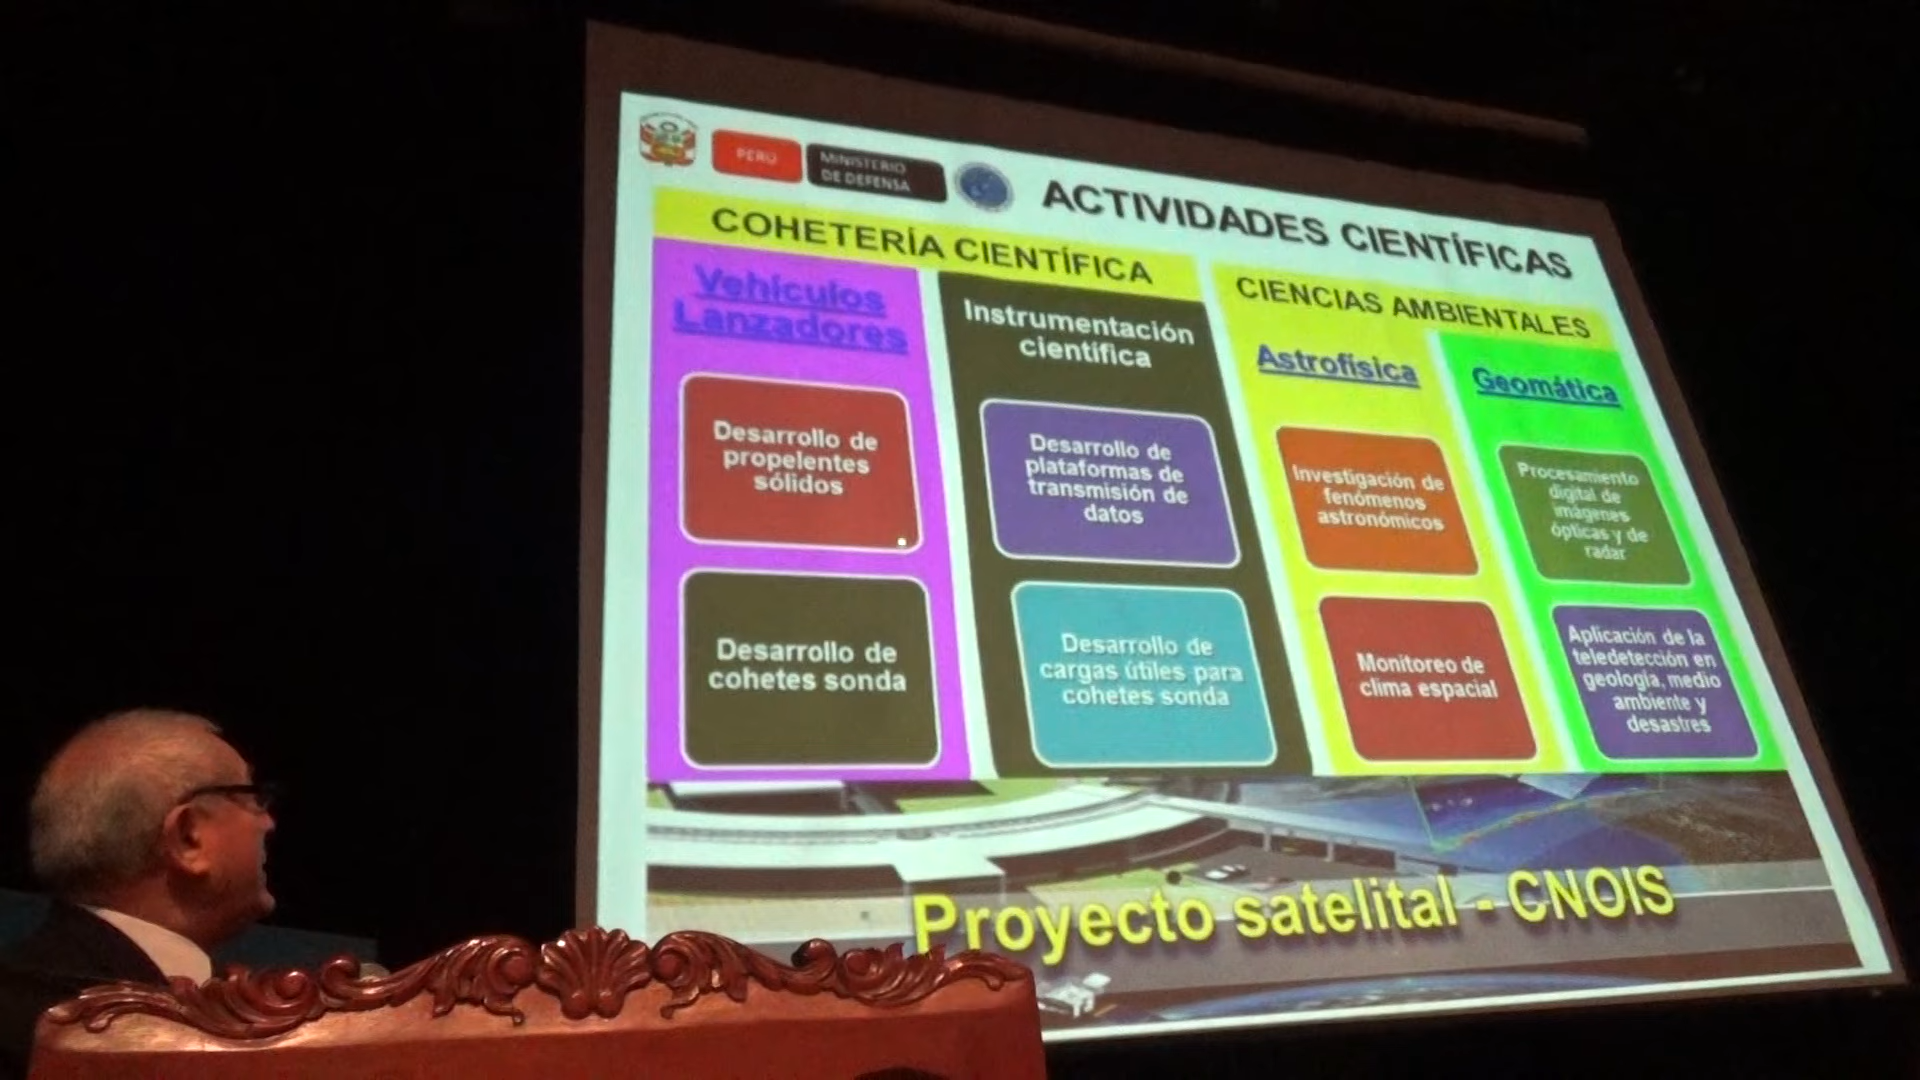 PERÚ
MINISTERIO
DE DEFENSA
ACTIVIDADES CIENTÍFICAS
COHETERÍA CIENTÍFICA
Vehículos
Lanzadores
Desarrollo de
propelentes
sólidos
Desarrollo de
cohetes sonda
Instrumentación
científica
Desarrollo de
plataformas de
transmisión de
datos
Desarrollo de
cargas útiles para
cohetes sonda
CIENCIAS AMBIENTALES
Astrofísica
Investigación de
fenómenos
astronómicos
Monitoreo de
clima espacial
Geomática
Procesamiento
digital de
imágenes
ópticas y de
radar
Aplicación de la
teledetección en
geología, medio
ambiente y
desastres
Proyecto satelital - CNOIS